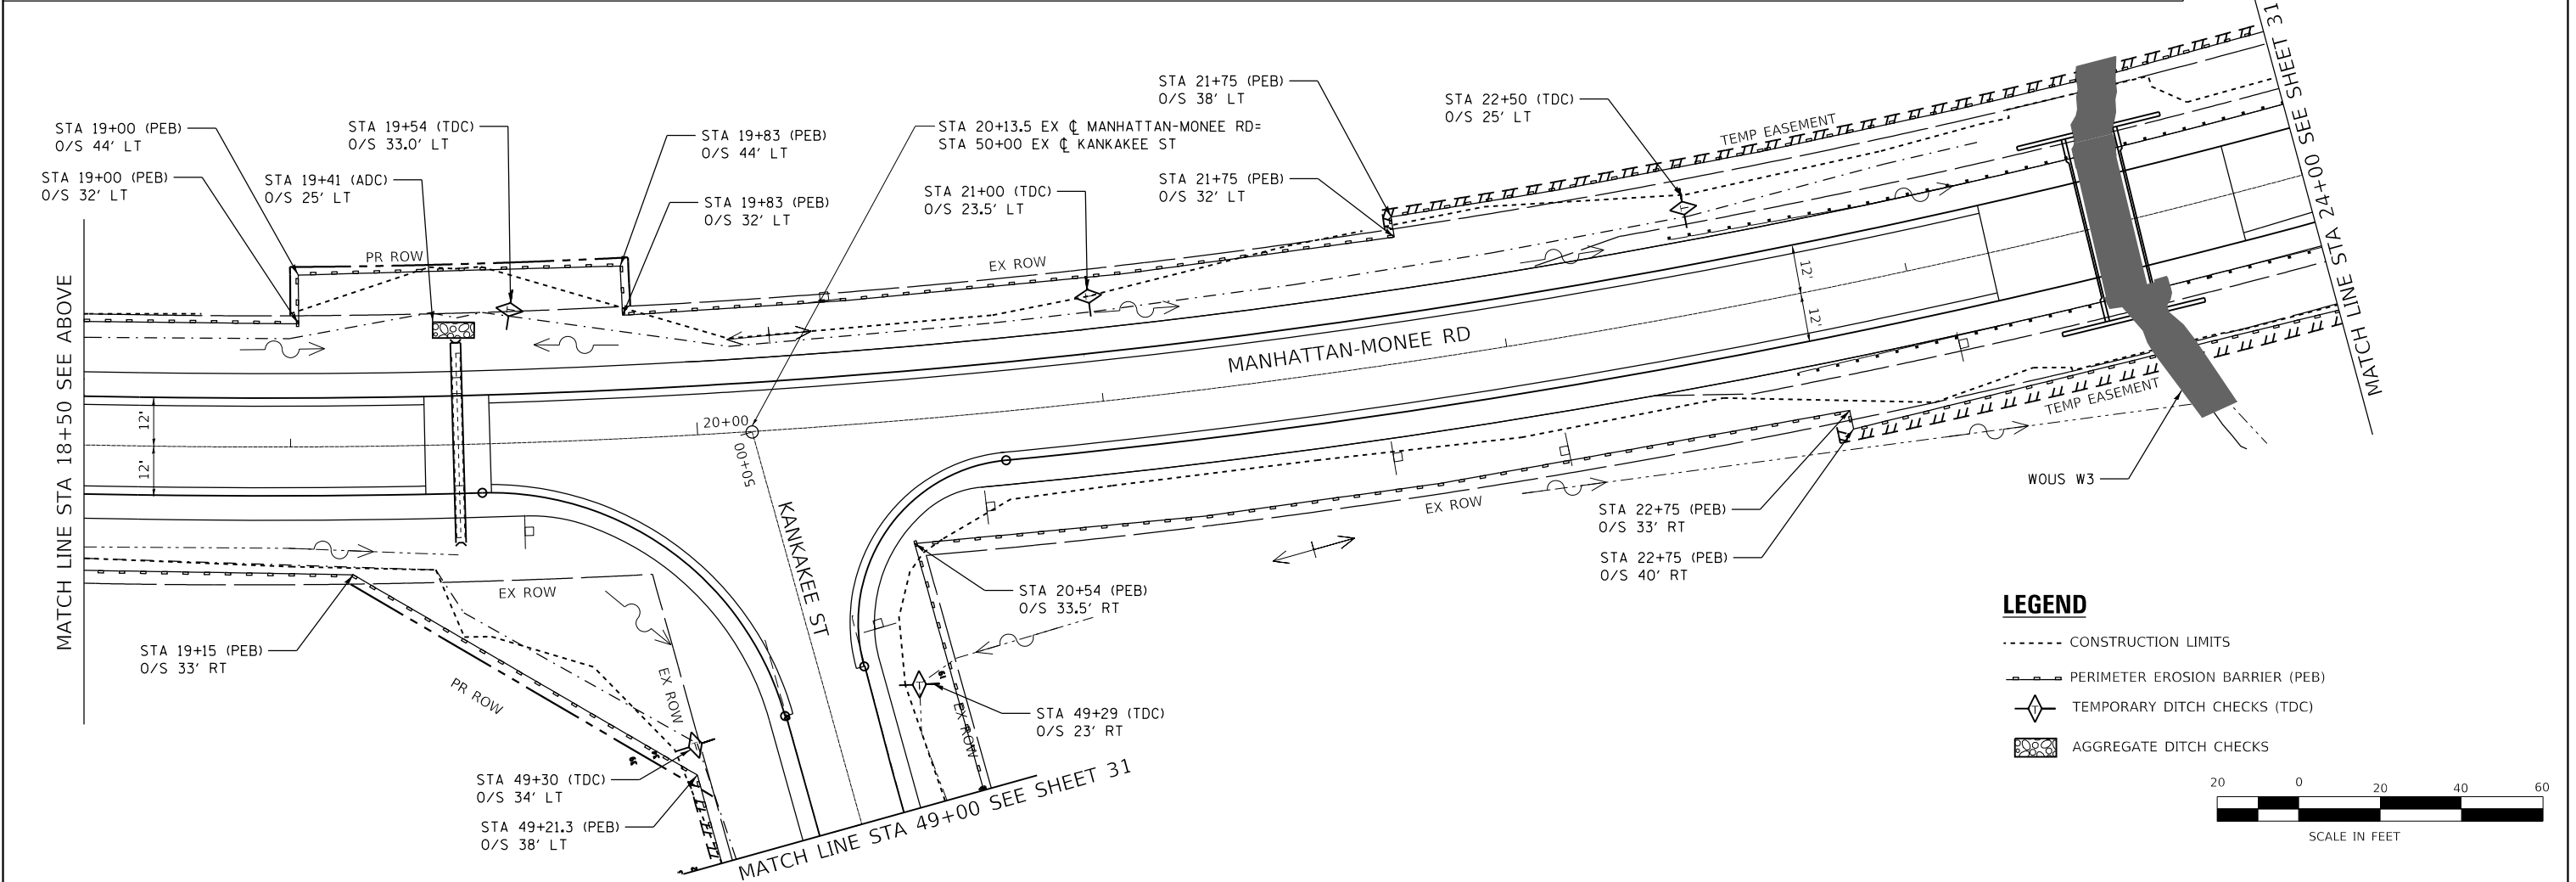 STA 19+00 (PEB)
O/S 44' LT
STA 19+00 (PEB)
O/S 32' LT
STA 19+54 (TDC)
O/S 33.0' LT
STA 19+41 (ADC)
O/S 25' LT
PR ROW
STA 19+83 (PEB)
O/S 44' LT
STA 19+83 (PEB)
O/S 32' LT
STA 20+13.5 EX ℄ MANHATTAN-MONEE RD=
STA 50+00 EX ℄ KANKAKEE ST
STA 21+00 (TDC)
O/S 23.5' LT
EX ROW
STA 21+75 (PEB)
O/S 38' LT
STA 21+75 (PEB)
O/S 32' LT
STA 22+50 (TDC)
O/S 25' LT
TEMP EASEMENT
MATCH LINE STA 24+00 SEE SHEET 31
MATCH LINE STA 18+50 SEE ABOVE
12'
12'
20+00
50+00
MANHATTAN-MONEE RD
12'
12'
KANKAKEE ST
TEMP EASEMENT
WOUS W3
EX ROW
STA 22+75 (PEB)
O/S 33' RT
STA 22+75 (PEB)
O/S 40' RT
EX ROW
STA 19+15 (PEB)
O/S 33' RT
PR ROW
EX ROW
STA 20+54 (PEB)
O/S 33.5' RT
STA 49+29 (TDC)
O/S 23' RT
EX ROW
T
T
T
T
STA 49+30 (TDC)
O/S 34' LT
STA 49+21.3 (PEB)
O/S 38' LT
MATCH LINE STA 49+00 SEE SHEET 31
LEGEND
CONSTRUCTION LIMITS
PERIMETER EROSION BARRIER (PEB)
T
TEMPORARY DITCH CHECKS (TDC)
AGGREGATE DITCH CHECKS
20 0 20 40 60
SCALE IN FEET